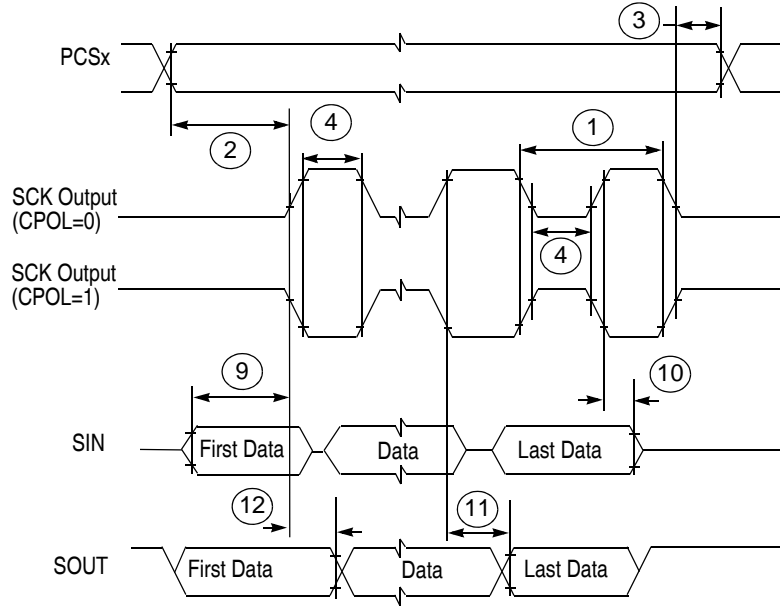 3
PCSx
2
4
1
SCK Output
(CPOL=0)
4
SCK Output
(CPOL=1)
9
10
SIN
First Data
Data
Last Data
12
11
SOUT
First Data
Data
Last Data